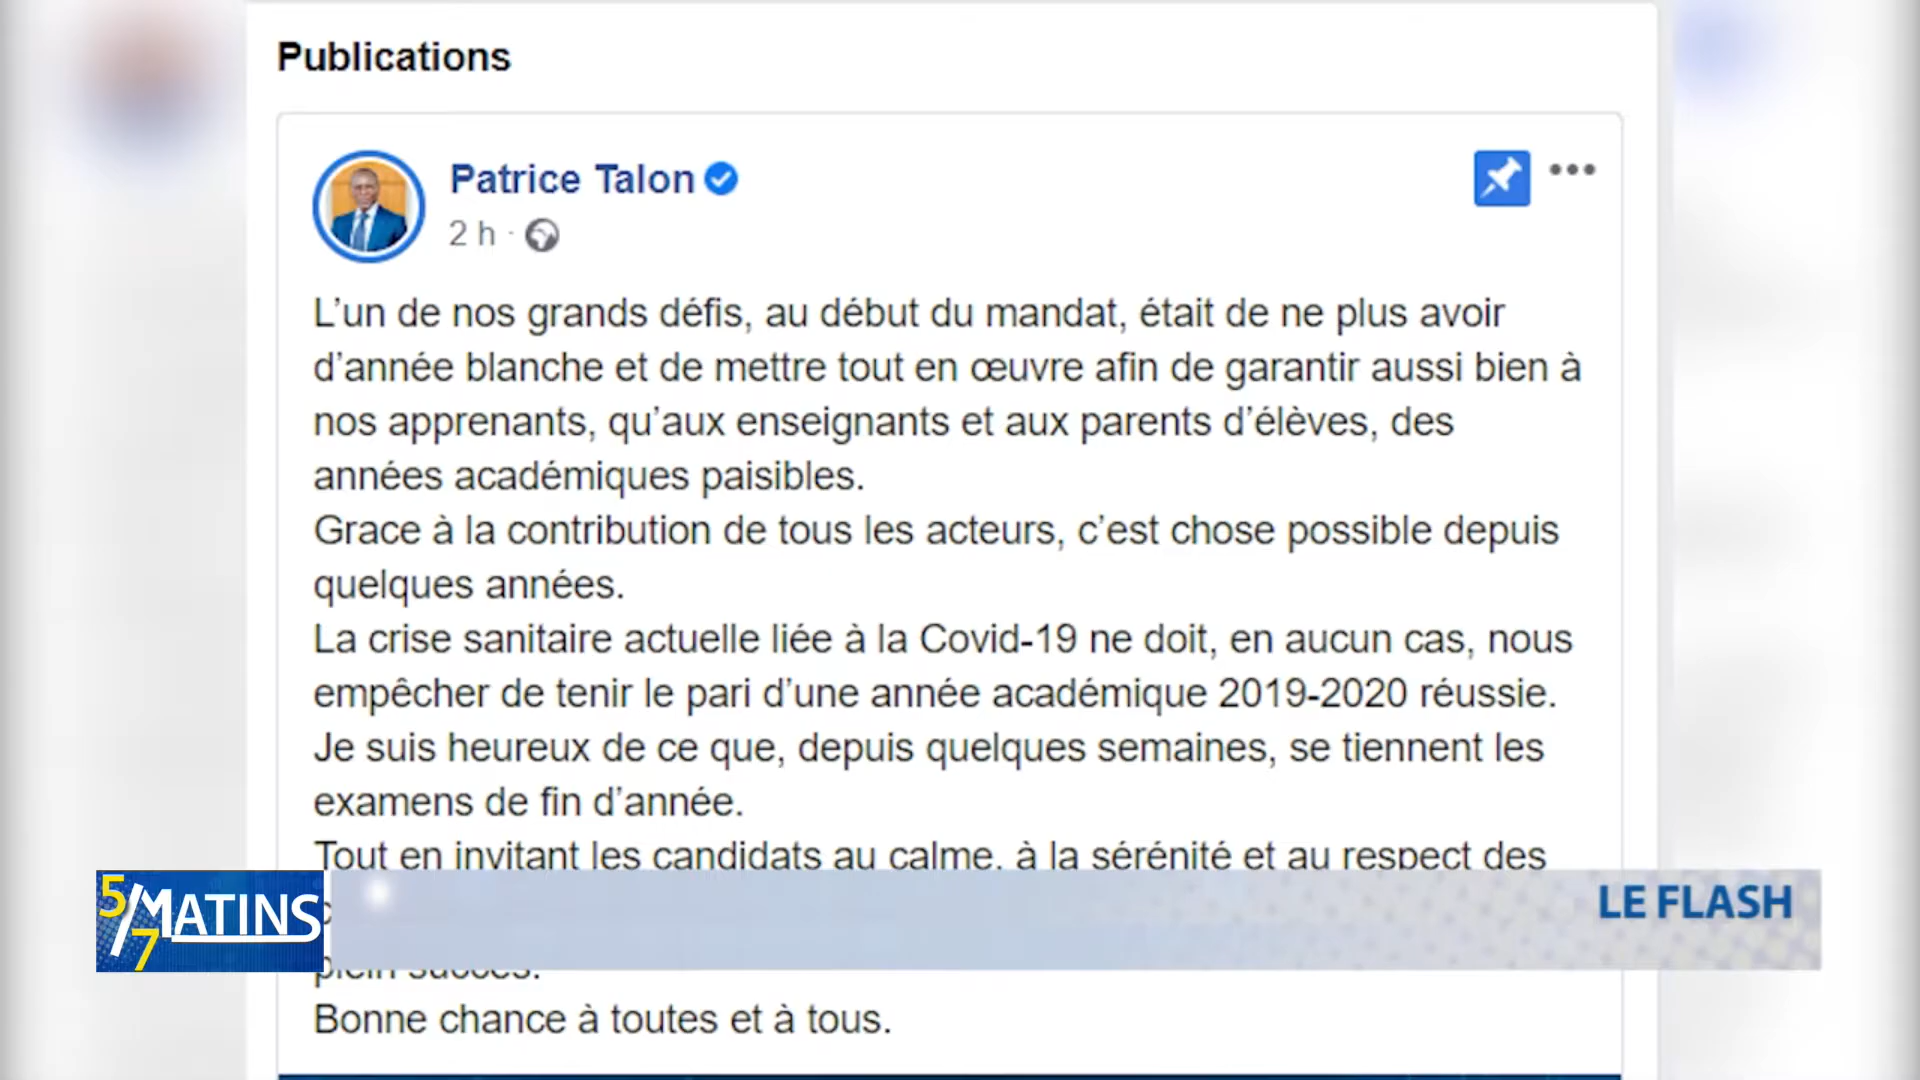 Publications
Patrice Talon
2 h ·
L’un de nos grands défis, au début du mandat, était de ne plus avoir
d’année blanche et de mettre tout en œuvre afin de garantir aussi bien à
nos apprenants, qu’aux enseignants et aux parents d’élèves, des
années académiques paisibles.
Grace à la contribution de tous les acteurs, c’est chose possible depuis
quelques années.
La crise sanitaire actuelle liée à la Covid-19 ne doit, en aucun cas, nous
empêcher de tenir le pari d’une année académique 2019-2020 réussie.
Je suis heureux de ce que, depuis quelques semaines, se tiennent les
examens de fin d’année.
Tout en invitant les candidats au calme, à la sérénité et au respect des
5/7 MATINS
LE FLASH
plein succès.
Bonne chance à toutes et à tous.